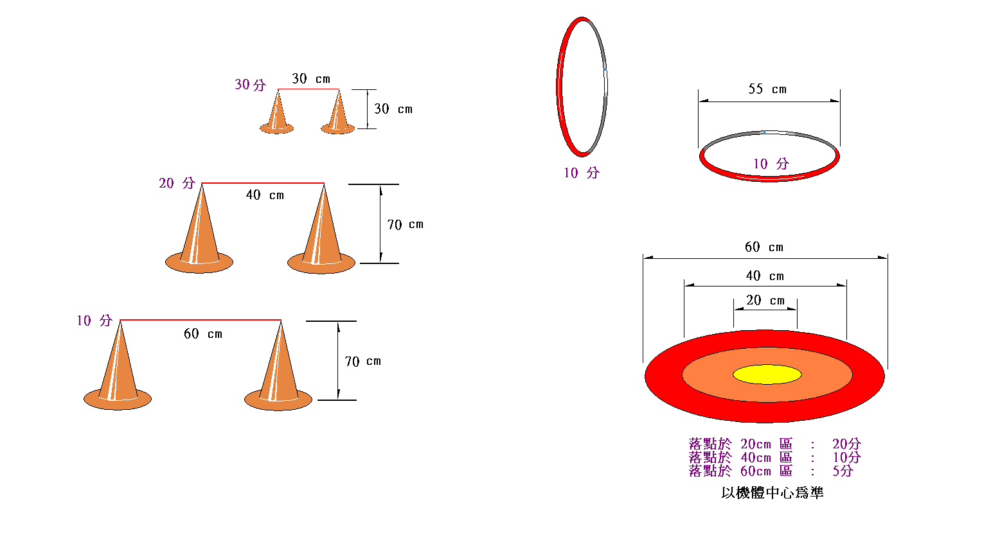 30分
30 cm
30 cm
20 分
40 cm
70 cm
10 分
60 cm
70 cm
10 分
55 cm
10 分
60 cm
40 cm
20 cm
落點於 20cm 區 : 20分
落點於 40cm 區 : 10分
落點於 60cm 區 : 5分
以機體中心爲準